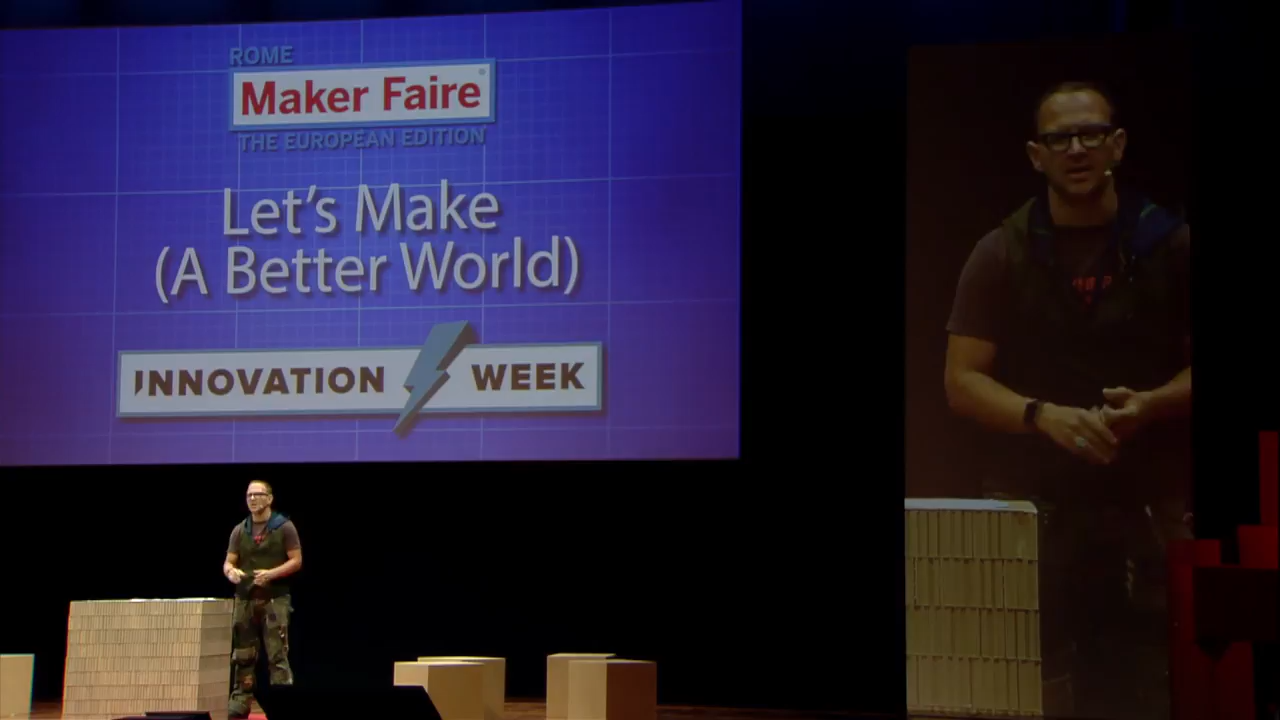 ROME
Maker Faire®
THE EUROPEAN EDITION
Let's Make
(A Better World)
INNOVATION WEEK